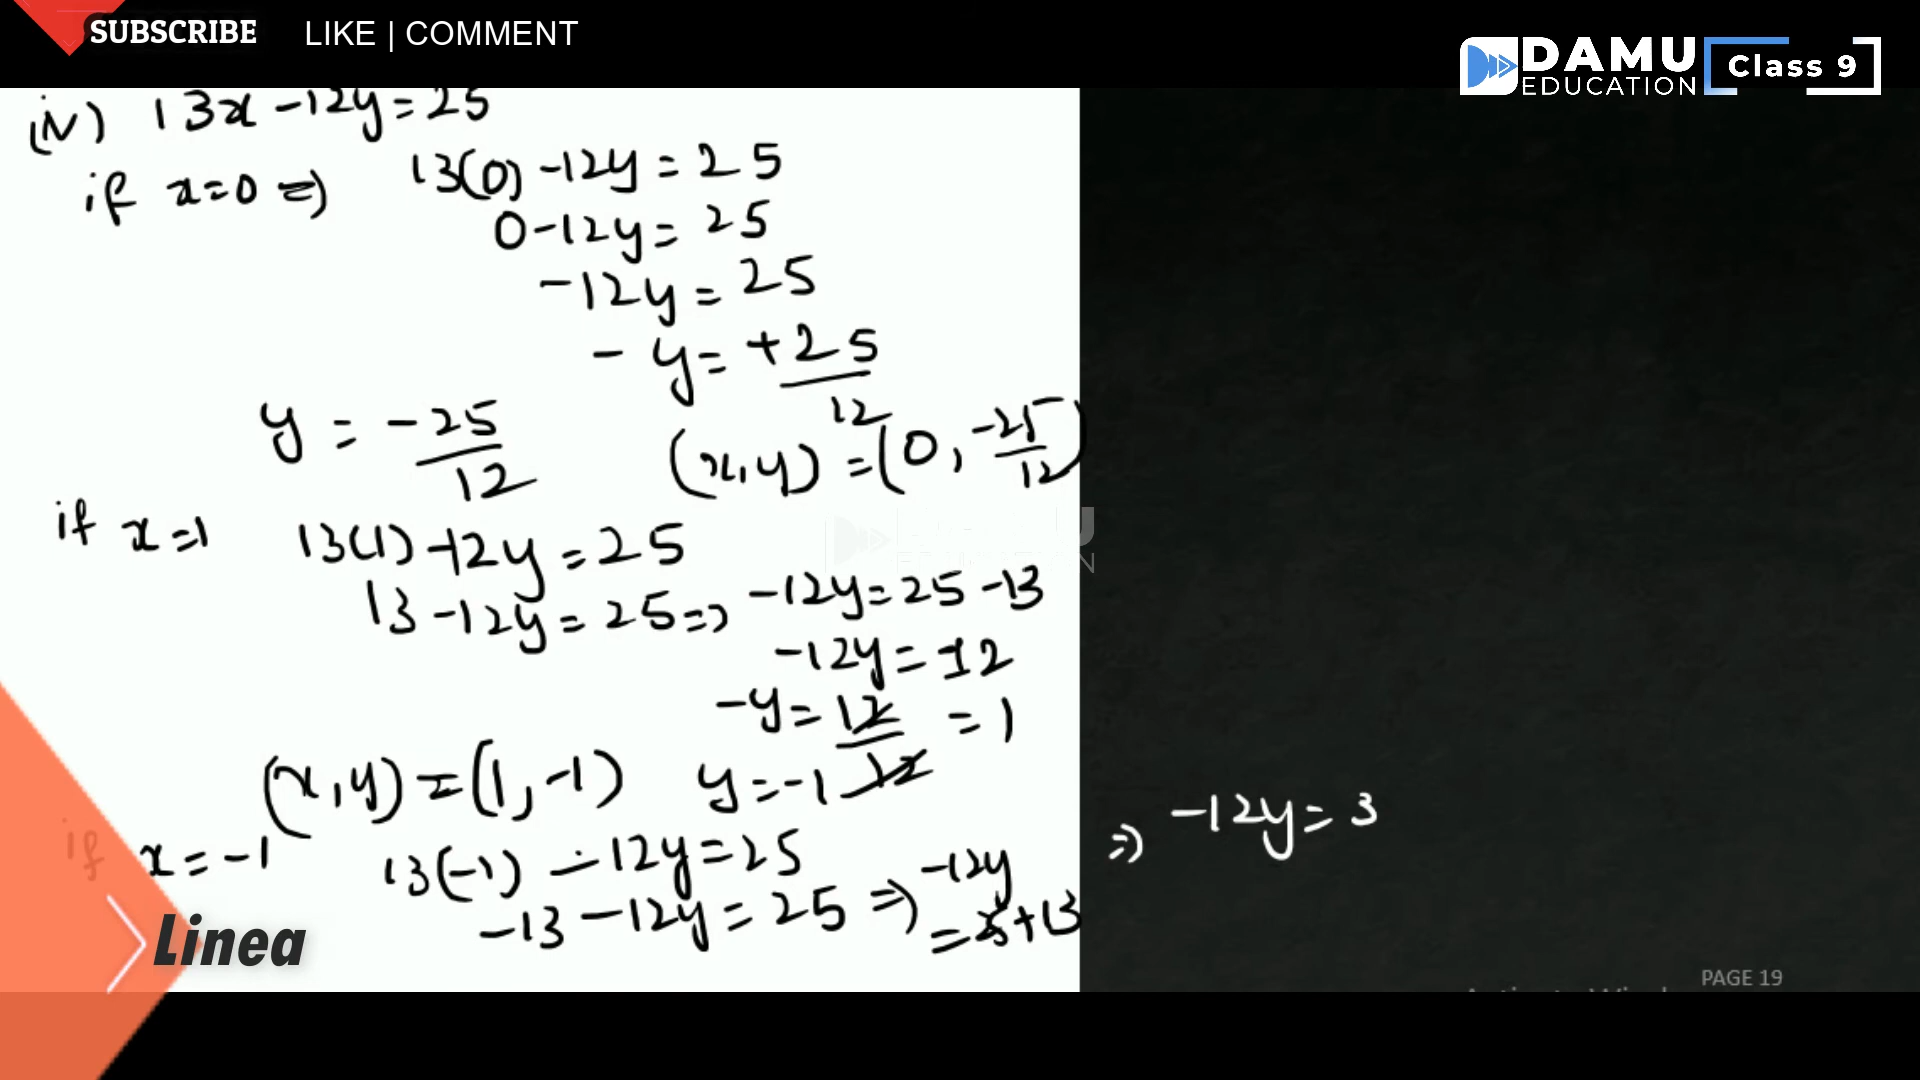 SUBSCRIBE LIKE | COMMENT
DAMU EDUCATION Class 9
(iv) 13x - 12y = 25
if x = 0 ⇒ 13(0) - 12y = 25
0 - 12y = 25
-12y = 25
- y = +25/12
y = -25/12 (x,y) = (0, -25/12)
if x = 1 13(1) - 12y = 25
13 - 12y = 25 ⇒ -12y = 25 - 13
-12y = 12
-y = 12/12 = 1
(x,y) = (1, -1) y = -1
if x = -1 13(-1) - 12y = 25
-13 - 12y = 25 ⇒ -12y
⇒ -12y = 3
Linea
PAGE 19